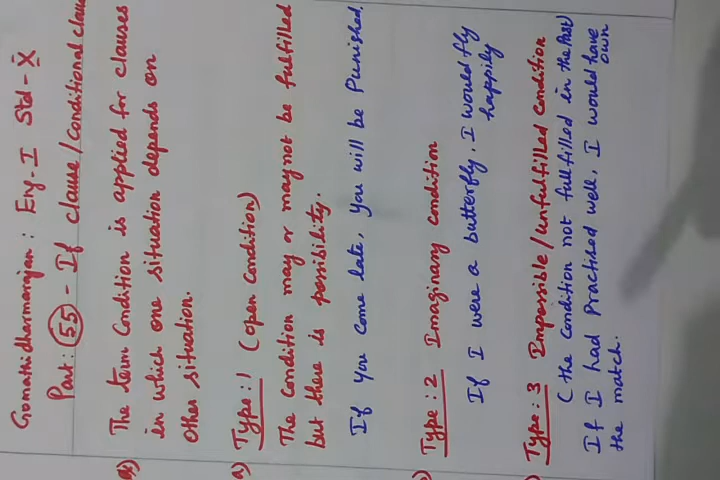 Gomathidharmarajan : Eng - I Std - X
Part: 55 - If clause/conditional clause
The term Condition is applied for clauses
in which one situation depends on
other situation.
Type: 1 (open condition)
The condition may or may not be fulfilled
but there is possibility.
If you come late, you will be Punished.
Type: 2 Imaginary condition
If I were a butterfly, I would fly
happily
Type: 3 Impossible/unfulfilled condition
( the condition not fulfilled in the Past)
If I had Practised well, I would have
own
the match.